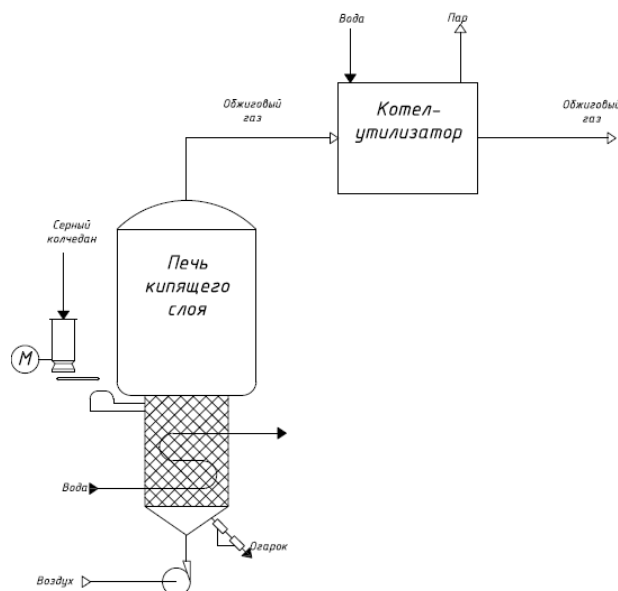 Вода
Пар
Обжиговый
газ
Котел-
утилизатор
Обжиговый
газ
Серный
колчедан
Печь
кипящего
слоя
М
Вода
Огарок
Воздух